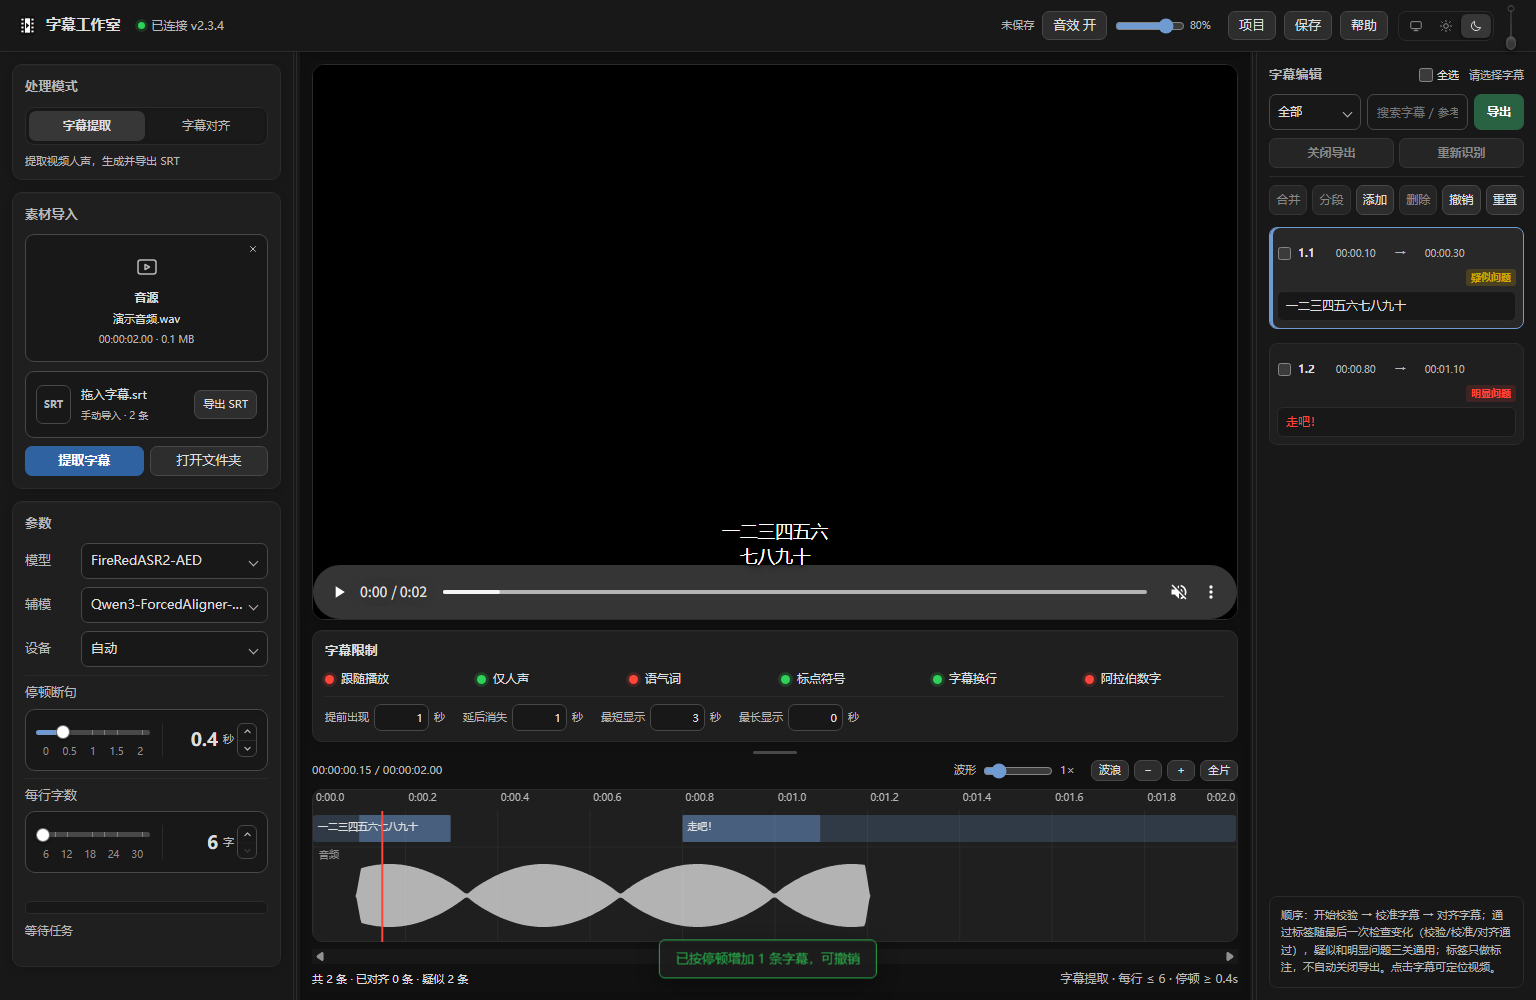 字幕工作室
已连接 v2.3.4
未保存
音效 开
80%
项目
保存
帮助
处理模式
字幕提取
字幕对齐
提取视频人声，生成并导出 SRT
素材导入
×
音源
演示音频.wav
00:00:02.00 · 0.1 MB
SRT
拖入字幕.srt
手动导入 · 2 条
导出 SRT
提取字幕
打开文件夹
参数
模型
FireRedASR2-AED
辅模
Qwen3-ForcedAligner-...
设备
自动
停顿断句
0 0.5 1 1.5 2
0.4 秒
每行字数
6 12 18 24 30
6 字
等待任务
一二三四五六
七八九十
0:00 / 0:02
字幕限制
跟随播放
仅人声
语气词
标点符号
字幕换行
阿拉伯数字
提前出现 1 秒
延后消失 1 秒
最短显示 3 秒
最长显示 0 秒
00:00:00.15 / 00:00:02.00
波形
1×
波浪
−
+
全片
0:00.0 0:00.2 0:00.4 0:00.6 0:00.8 0:01.0 0:01.2 0:01.4 0:01.6 0:01.8 0:02.0
一二三四五六七八九十
走吧！
音频
已按停顿增加 1 条字幕，可撤销
共 2 条 · 已对齐 0 条 · 疑似 2 条
字幕提取 · 每行 ≤ 6 · 停顿 ≥ 0.4s
字幕编辑
全选
请选择字幕
全部
搜索字幕 / 参考
导出
关闭导出
重新识别
合并
分段
添加
删除
撤销
重置
1.1 00:00.10 → 00:00.30
疑似问题
一二三四五六七八九十
1.2 00:00.80 → 00:01.10
明显问题
走吧！
顺序：开始校验 → 校准字幕 → 对齐字幕；通
过标签随最后一次检查变化（校验/校准/对齐通
过），疑似和明显问题三关通用；标签只做标
注，不自动关闭导出。点击字幕可定位视频。